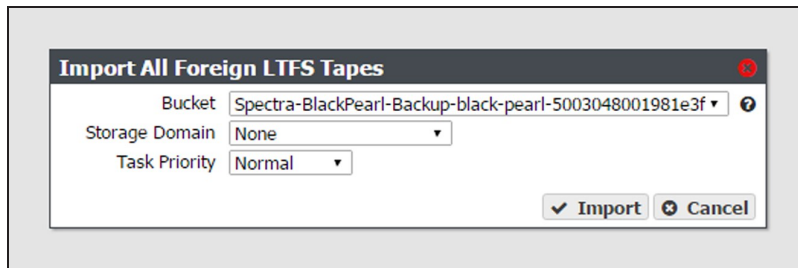 Import All Foreign LTFS Tapes
Bucket Spectra-BlackPearl-Backup-black-pearl-5003048001981e3f
Storage Domain None
Task Priority Normal
Import Cancel